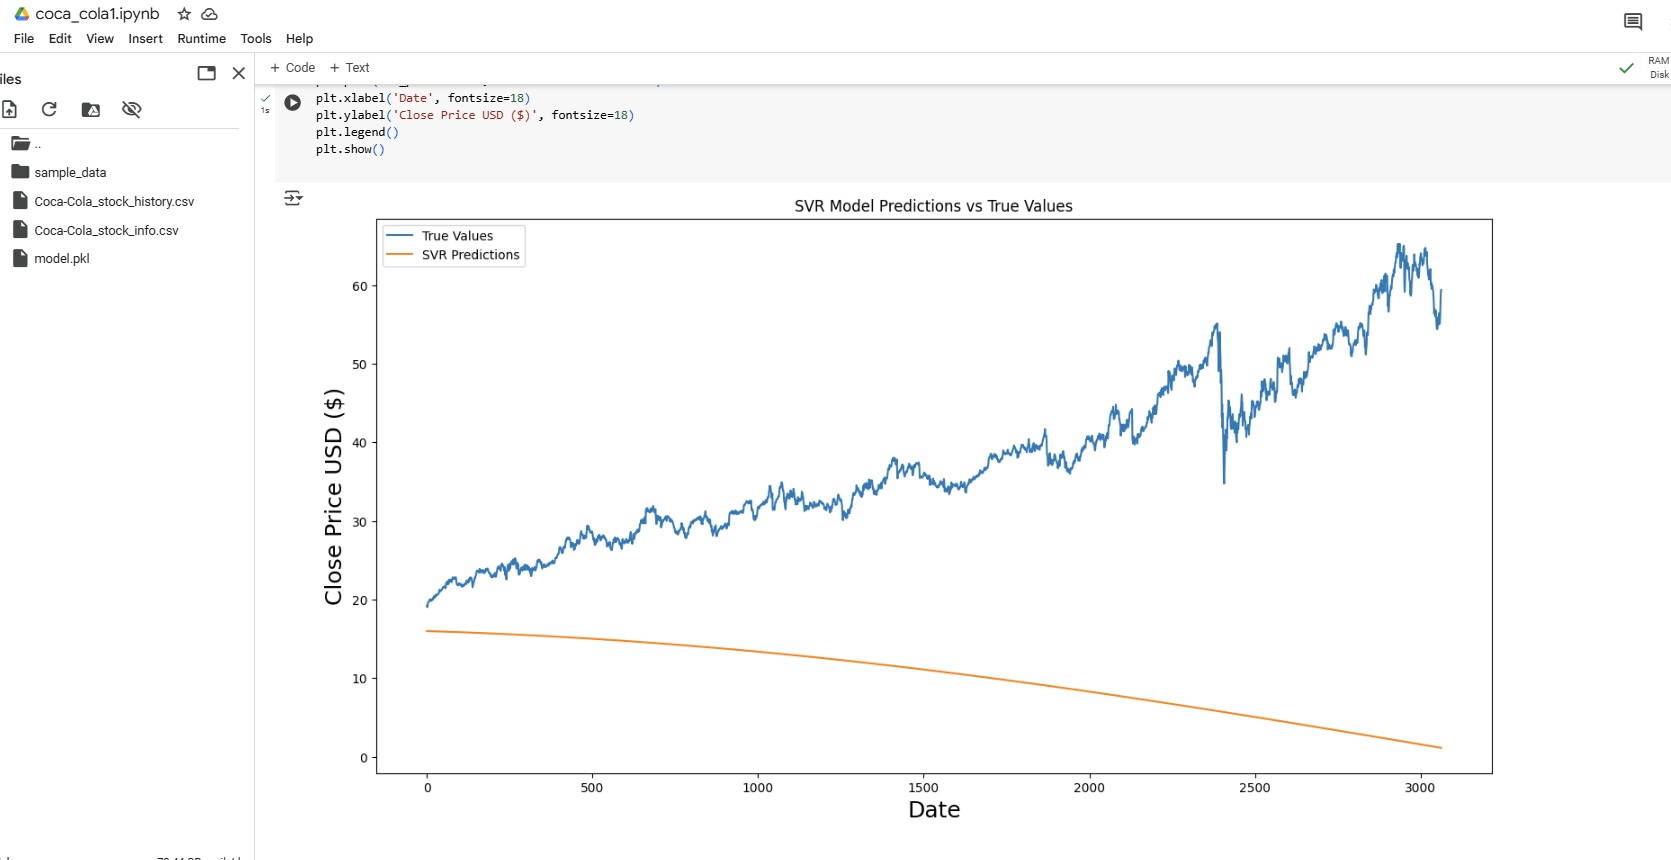 coca_cola1.ipynb
File Edit View Insert Runtime Tools Help
iles
+ Code + Text
RAM
Disk
1s
plt.xlabel('Date', fontsize=18)
plt.ylabel('Close Price USD ($)', fontsize=18)
plt.legend()
plt.show()
..
sample_data
Coca-Cola_stock_history.csv
Coca-Cola_stock_info.csv
model.pkl
SVR Model Predictions vs True Values
True Values
SVR Predictions
Close Price USD ($)
60
50
40
30
20
10
0
0 500 1000 1500 2000 2500 3000
Date